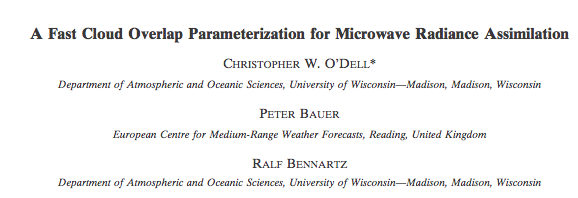 A Fast Cloud Overlap Parameterization for Microwave Radiance Assimilation
CHRISTOPHER W. O'DELL*
Department of Atmospheric and Oceanic Sciences, University of Wisconsin—Madison, Madison, Wisconsin
PETER BAUER
European Centre for Medium-Range Weather Forecasts, Reading, United Kingdom
RALF BENNARTZ
Department of Atmospheric and Oceanic Sciences, University of Wisconsin—Madison, Madison, Wisconsin